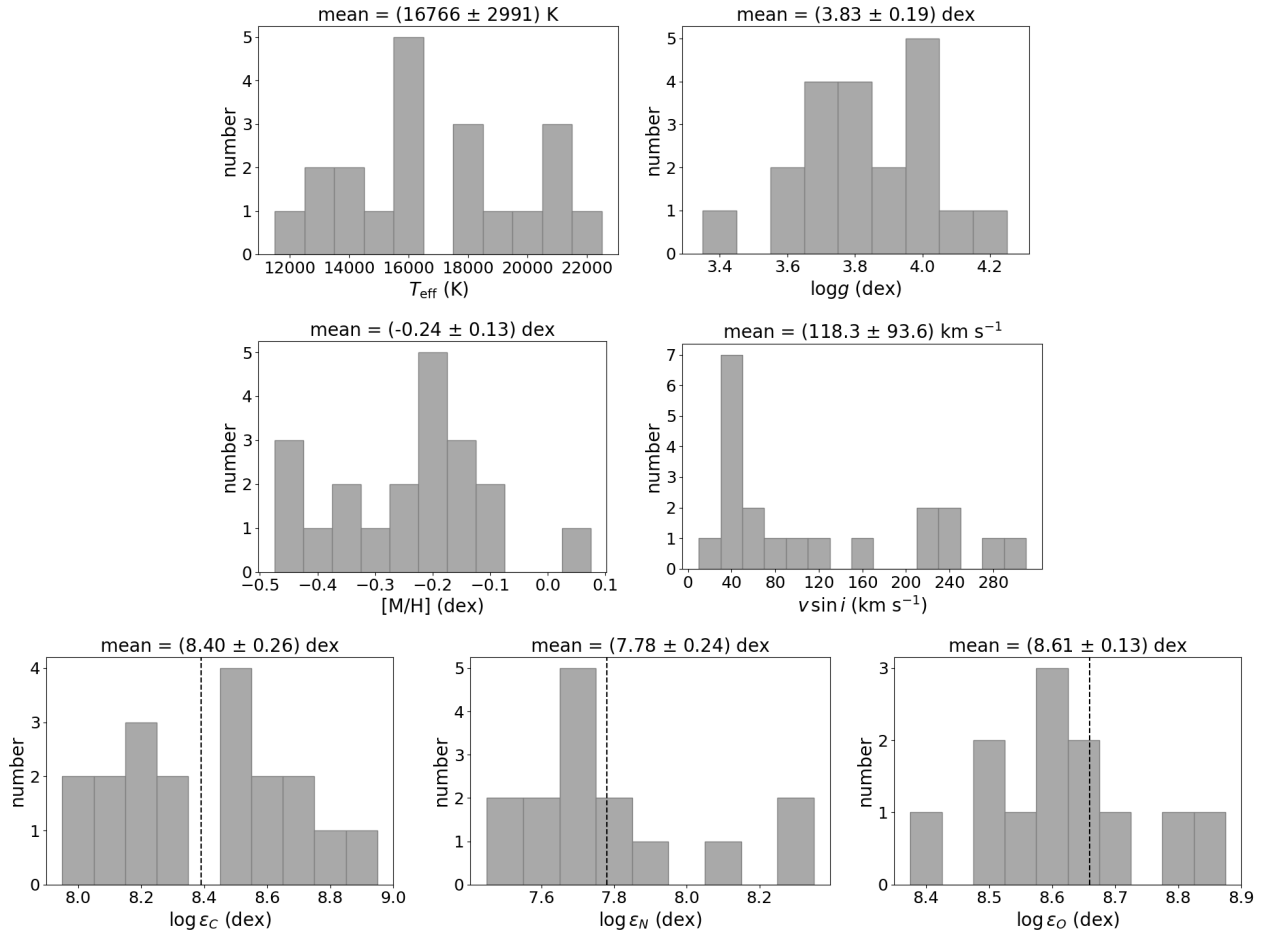 mean = (16766 ± 2991) K
number
5
4
3
2
1
0
12000 14000 16000 18000 20000 22000
T_eff (K)
mean = (3.83 ± 0.19) dex
number
5
4
3
2
1
0
3.4 3.6 3.8 4.0 4.2
log g (dex)
mean = (-0.24 ± 0.13) dex
number
5
4
3
2
1
0
−0.5 −0.4 −0.3 −0.2 −0.1 0.0 0.1
[M/H] (dex)
mean = (118.3 ± 93.6) km s⁻¹
number
7
6
5
4
3
2
1
0
0 40 80 120 160 200 240 280
v sin i (km s⁻¹)
mean = (8.40 ± 0.26) dex
number
4
3
2
1
0
8.0 8.2 8.4 8.6 8.8 9.0
log ε_C (dex)
mean = (7.78 ± 0.24) dex
number
5
4
3
2
1
0
7.6 7.8 8.0 8.2
log ε_N (dex)
mean = (8.61 ± 0.13) dex
number
3
2
1
0
8.4 8.5 8.6 8.7 8.8 8.9
log ε_O (dex)